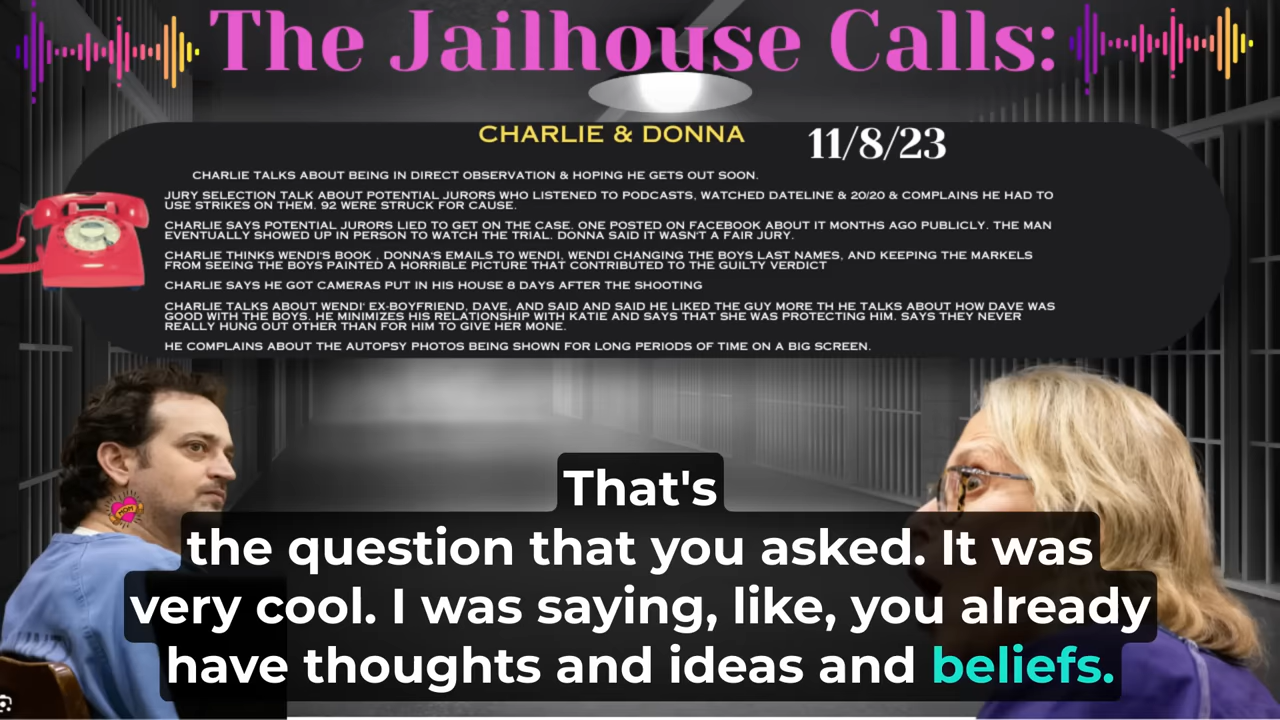 The Jailhouse Calls:
CHARLIE & DONNA
11/8/23
CHARLIE TALKS ABOUT BEING IN DIRECT OBSERVATION & HOPING HE GETS OUT SOON.
JURY SELECTION TALK ABOUT POTENTIAL JURORS WHO LISTENED TO PODCASTS, WATCHED DATELINE & 20/20 & COMPLAINS HE HAD TO
USE STRIKES ON THEM. 92 WERE STRUCK FOR CAUSE.
CHARLIE SAYS POTENTIAL JURORS LIED TO GET ON THE CASE. ONE POSTED ON FACEBOOK ABOUT IT MONTHS AGO PUBLICLY. THE MAN
EVENTUALLY SHOWED UP IN PERSON TO WATCH THE TRIAL. DONNA SAID IT WASN'T A FAIR JURY.
CHARLIE THINKS WENDI'S BOOK , DONNA'S EMAILS TO WENDI, WENDI CHANGING THE BOYS LAST NAMES, AND KEEPING THE MARKELS
FROM SEEING THE BOYS PAINTED A HORRIBLE PICTURE THAT CONTRIBUTED TO THE GUILTY VERDICT
CHARLIE SAYS HE GOT CAMERAS PUT IN HIS HOUSE 8 DAYS AFTER THE SHOOTING
CHARLIE TALKS ABOUT WENDI' EX-BOYFRIEND, DAVE, AND SAID AND SAID HE LIKED THE GUY MORE TH HE TALKS ABOUT HOW DAVE WAS
GOOD WITH THE BOYS. HE MINIMIZES HIS RELATIONSHIP WITH KATIE AND SAYS THAT SHE WAS PROTECTING HIM. SAYS THEY NEVER
REALLY HUNG OUT OTHER THAN FOR HIM TO GIVE HER MONE.
HE COMPLAINS ABOUT THE AUTOPSY PHOTOS BEING SHOWN FOR LONG PERIODS OF TIME ON A BIG SCREEN.
MOM
That's
the question that you asked. It was
very cool. I was saying, like, you already
have thoughts and ideas and beliefs.